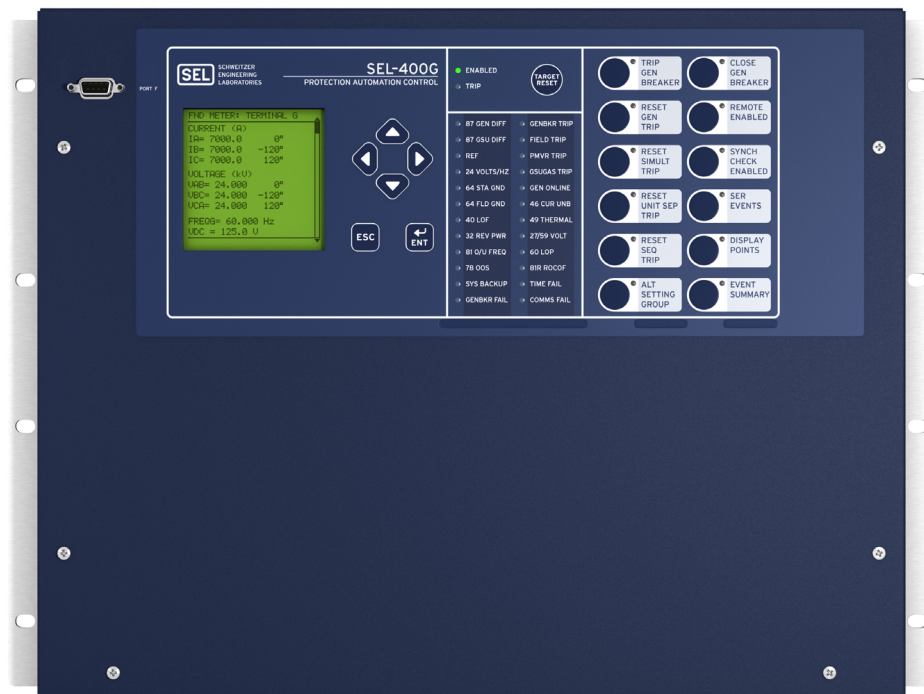 PORT F
SEL
SCHWEITZER
ENGINEERING
LABORATORIES
SEL-400G
PROTECTION AUTOMATION CONTROL
FND METER: TERMINAL G
CURRENT (A)
IA= 7000.0 0°
IB= 7000.0 -120°
IC= 7000.0 120°
VOLTAGE (kV)
VAB= 24.000 0°
VBC= 24.000 -120°
VCA= 24.000 120°
FREQG= 60.000 Hz
VDC = 125.0 V
ESC
ENT
ENABLED
TRIP
TARGET
RESET
87 GEN DIFF
87 GSU DIFF
REF
24 VOLTS/HZ
64 STA GND
64 FLD GND
40 LOF
32 REV PWR
81 O/U FREQ
78 OOS
SYS BACKUP
GENBKR FAIL
GENBKR TRIP
FIELD TRIP
PMVR TRIP
GSUGAS TRIP
GEN ONLINE
46 CUR UNB
49 THERMAL
27/59 VOLT
60 LOP
81R ROCOF
TIME FAIL
COMMS FAIL
TRIP
GEN
BREAKER
RESET
GEN
TRIP
RESET
SIMULT
TRIP
RESET
UNIT SEP
TRIP
RESET
SEQ
TRIP
ALT
SETTING
GROUP
CLOSE
GEN
BREAKER
REMOTE
ENABLED
SYNCH
CHECK
ENABLED
SER
EVENTS
DISPLAY
POINTS
EVENT
SUMMARY